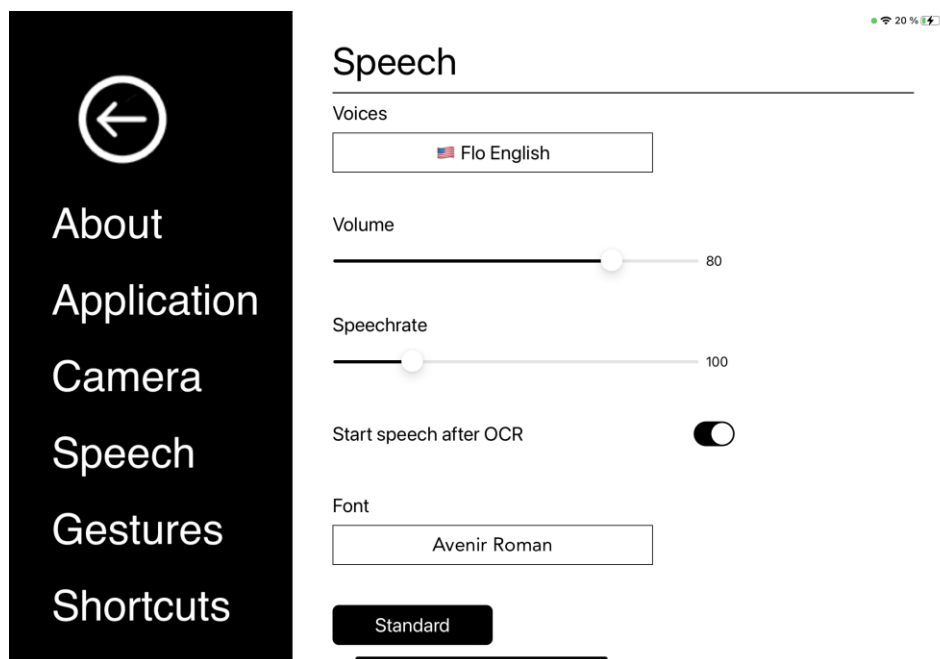 20 %
About
Application
Camera
Speech
Gestures
Shortcuts
Speech
Voices
🇺🇸 Flo English
Volume
80
Speechrate
100
Start speech after OCR
Font
Avenir Roman
Standard